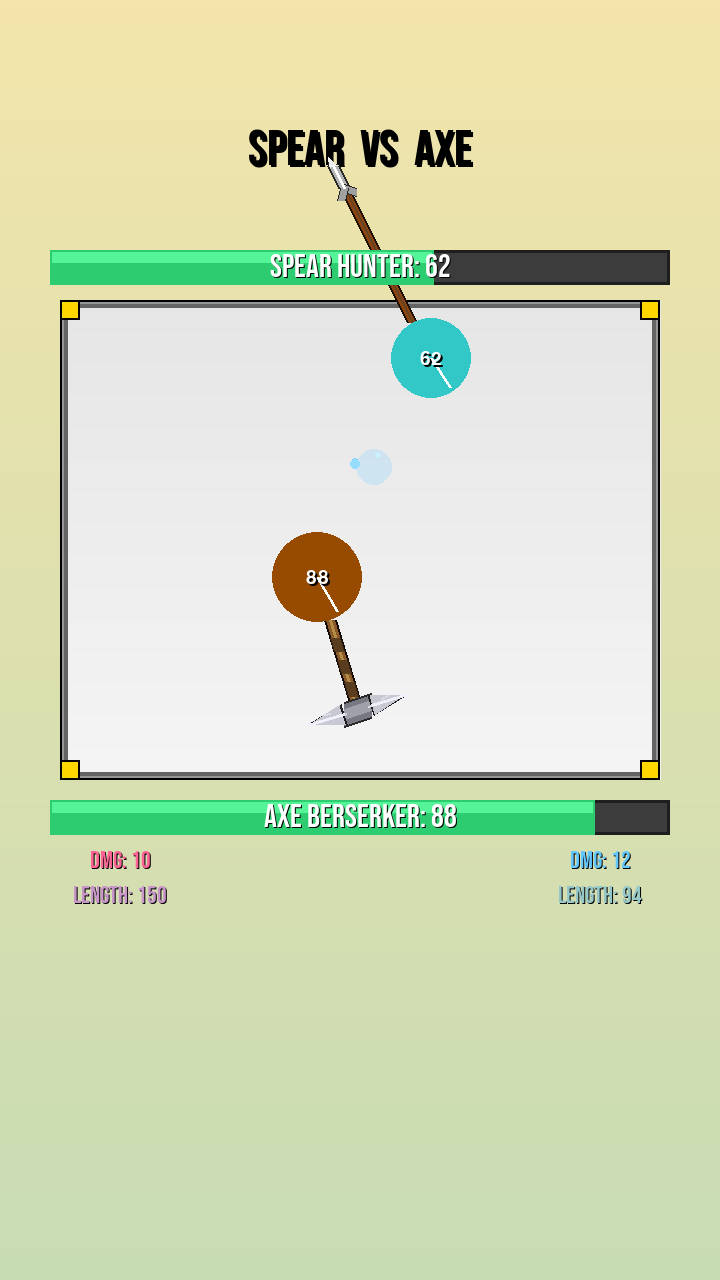 SPEAR VS AXE
SPEAR HUNTER: 62
62
88
AXE BERSERKER: 88
DMG: 10
DMG: 12
LENGTH: 150
LENGTH: 94